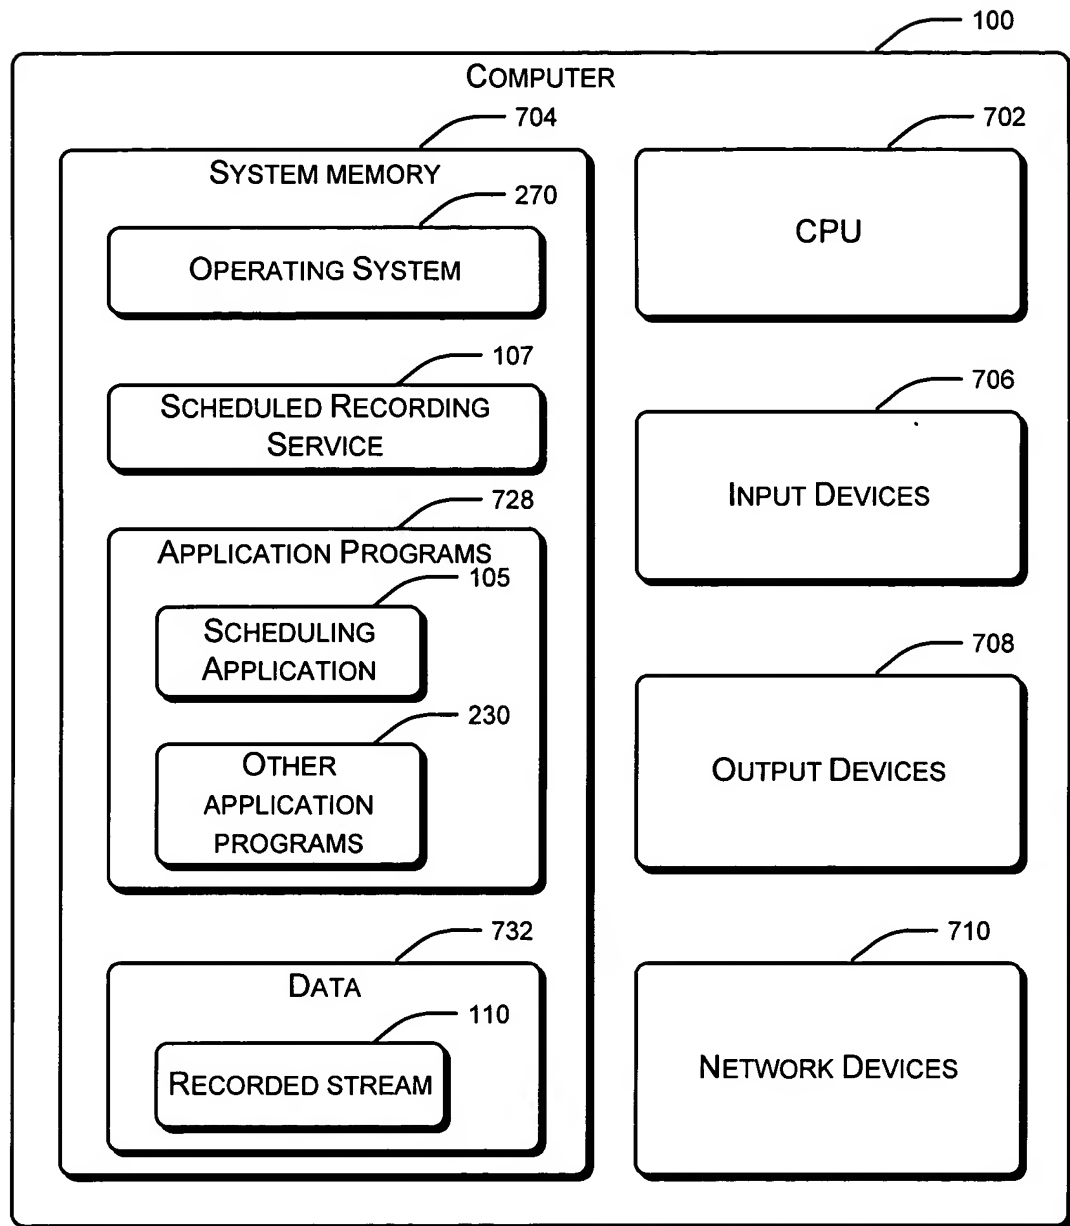 100
COMPUTER
704
SYSTEM MEMORY
270
OPERATING SYSTEM
107
SCHEDULED RECORDING
SERVICE
728
APPLICATION PROGRAMS
105
SCHEDULING
APPLICATION
230
OTHER
APPLICATION
PROGRAMS
732
DATA
110
RECORDED STREAM
702
CPU
706
INPUT DEVICES
708
OUTPUT DEVICES
710
NETWORK DEVICES